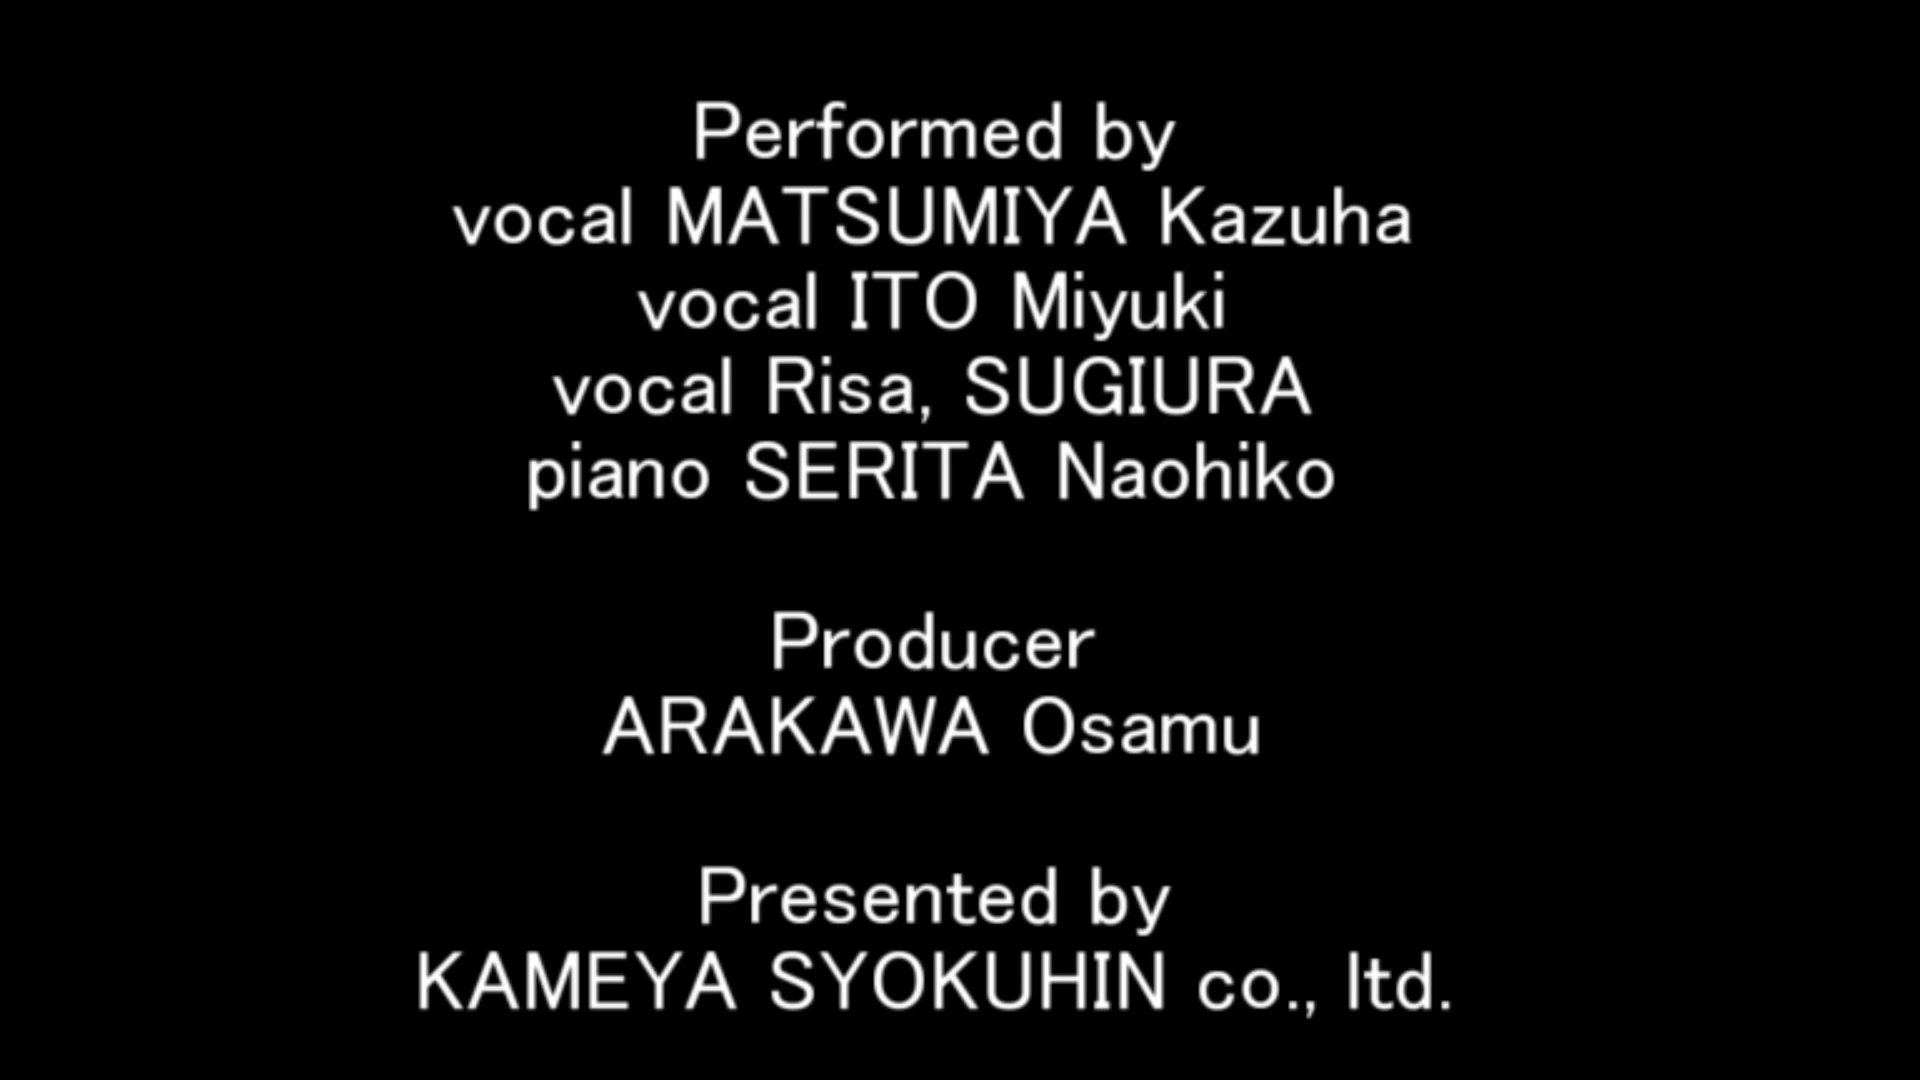 Performed by
vocal MATSUMIYA Kazuha
vocal ITO Miyuki
vocal Risa, SUGIURA
piano SERITA Naohiko
Producer
ARAKAWA Osamu
Presented by
KAMEYA SYOKUHIN co., ltd.